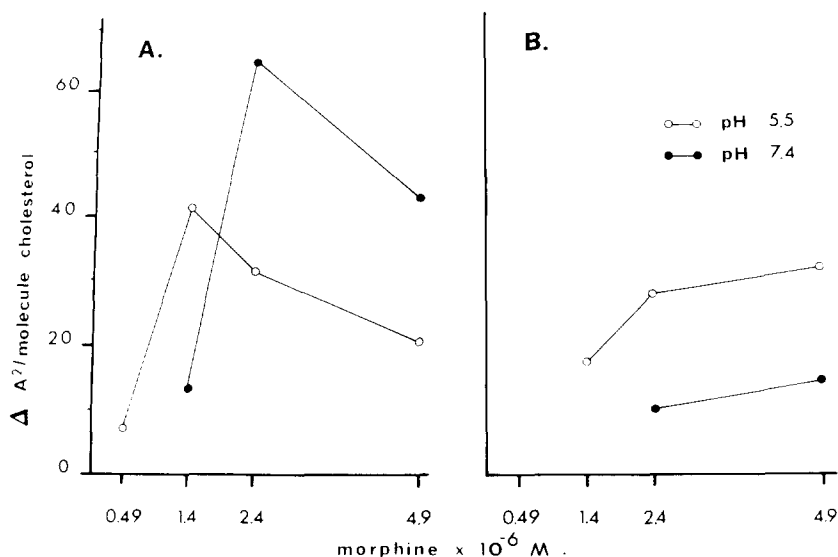 A.
B.
60
40
20
0
Δ A²/molecule cholesterol
pH 5.5
pH 7.4
0.49 1.4 2.4 4.9
0.49 1.4 2.4 4.9
morphine x 10⁻⁶ M.